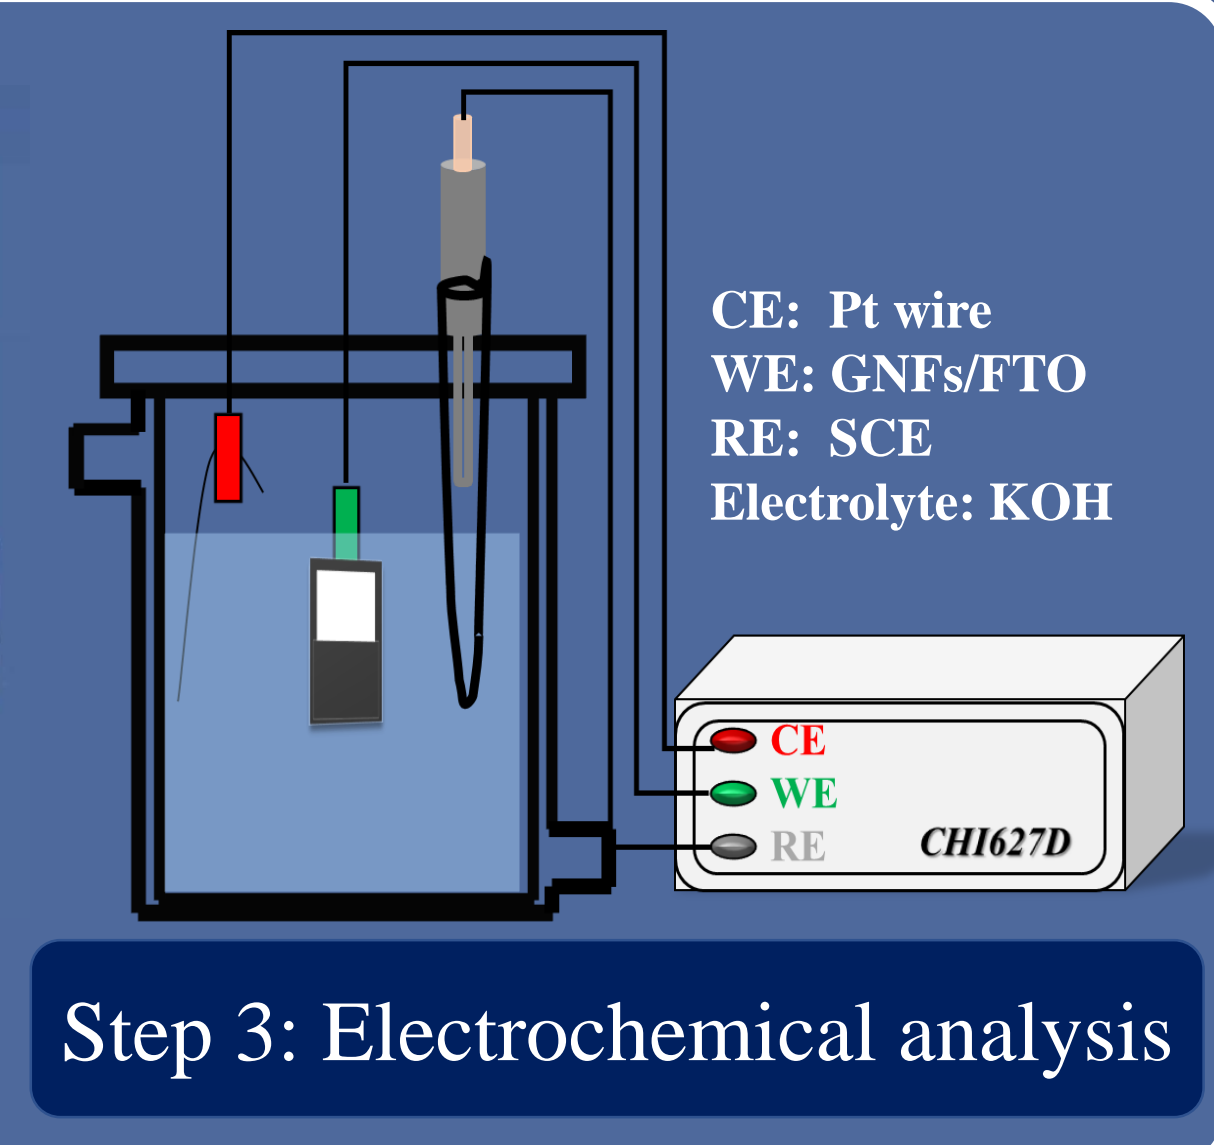 CE: Pt wire
WE: GNFs/FTO
RE: SCE
Electrolyte: KOH
CE
WE
RE
CHI627D
Step 3: Electrochemical analysis